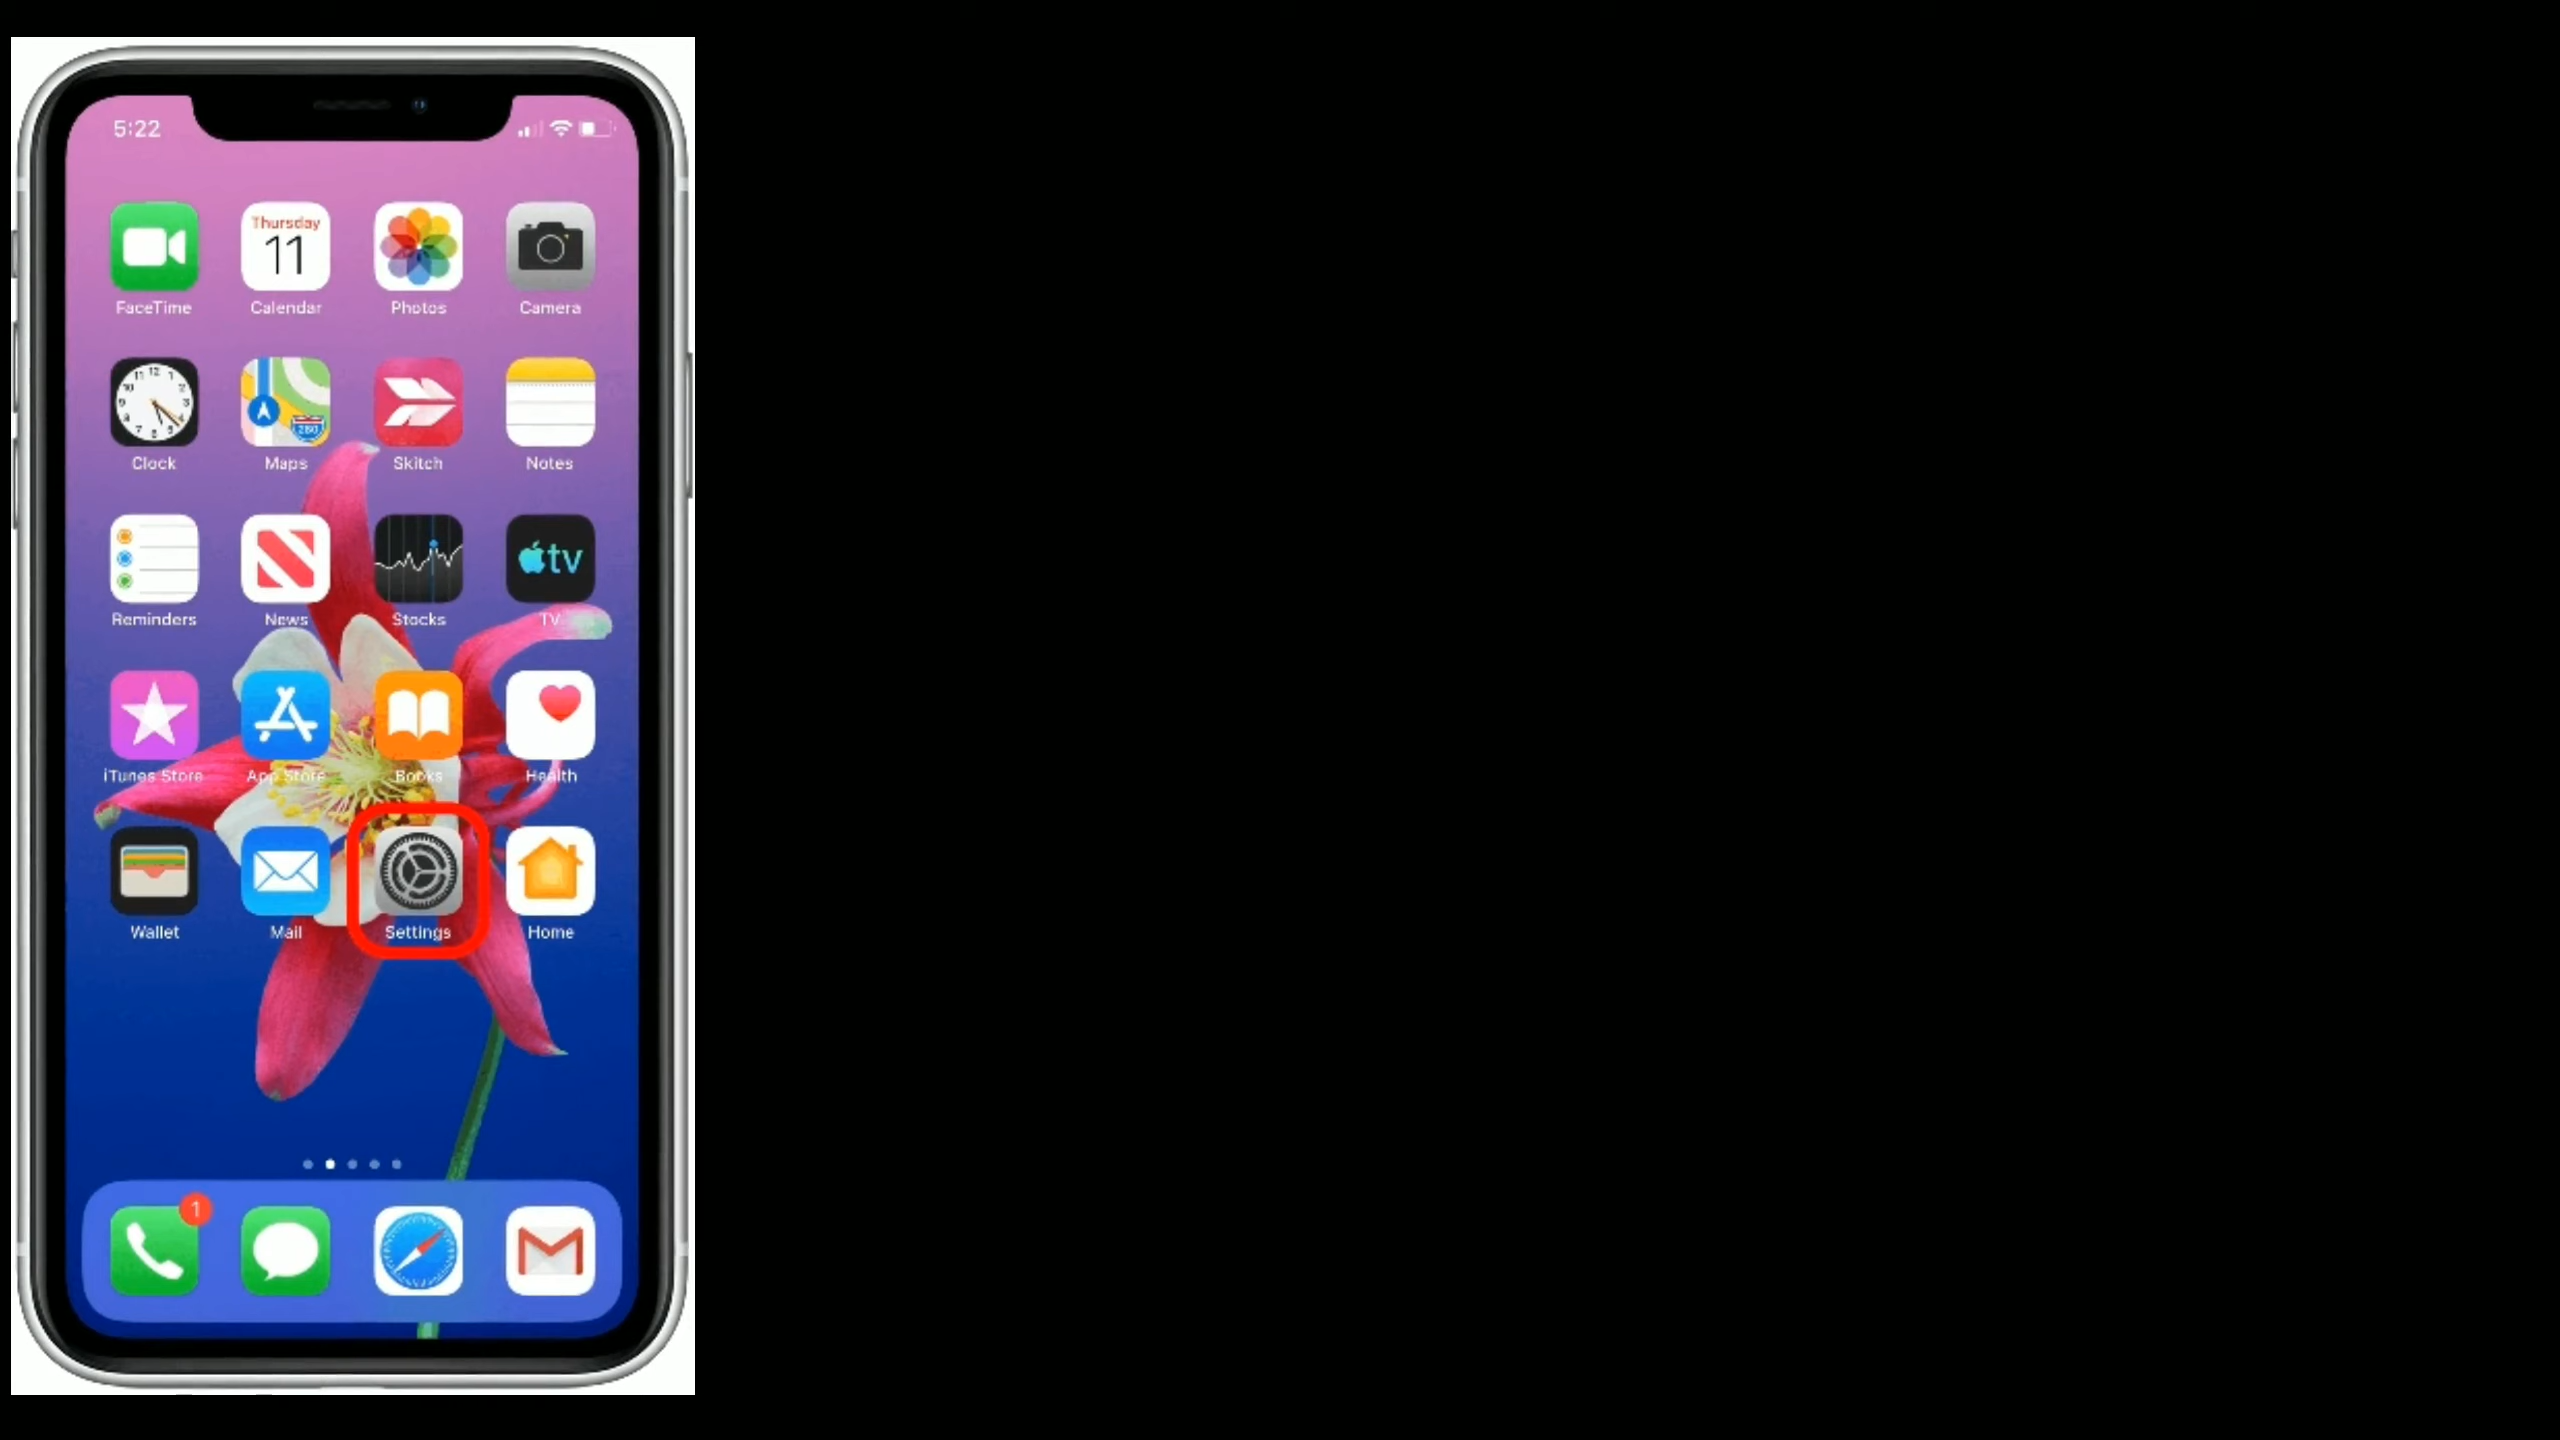 5:22
Thursday
11
FaceTime Calendar Photos Camera
280
Clock Maps Skitch Notes
tv
Reminders News Stocks TV
iTunes Store App Store Books Health
Wallet Mail Settings Home
1